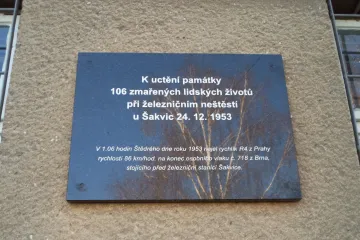 K uctění památky
106 zmařených lidských životů
při železničním neštěstí
u Šakvic 24. 12. 1953
V 1.06 hodin Štědrého dne roku 1953 najel rychlík R4 z Prahy
rychlostí 86 km/hod. na konec osobního vlaku č. 718 z Brna,
stojícího před železniční stanicí Šakvice.